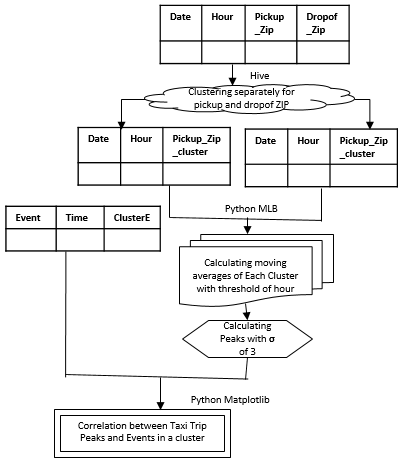 Date Hour Pickup Dropof_
_Zip Zip
Hive
Clustering separately for
pickup and dropof ZIP
Date Hour Pickup_Zip
_cluster
Date Hour Pickup_Zip
_cluster
Event Time ClusterE
Python MLB
Calculating moving
averages of Each Cluster
with threshold of hour
Calculating
Peaks with σ
of 3
Python Matplotlib
Correlation between Taxi Trip
Peaks and Events in a cluster